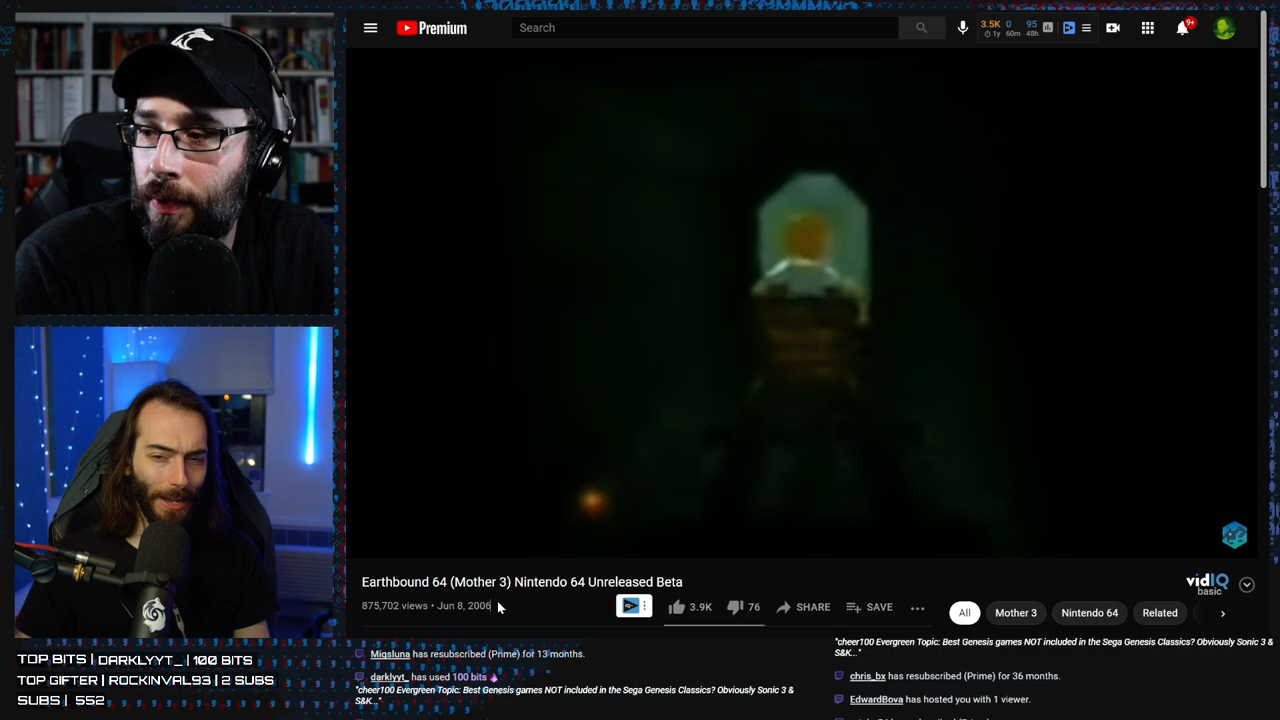 Premium
Search
3.5K 0 95
1y 60m 48h
9+
Earthbound 64 (Mother 3) Nintendo 64 Unreleased Beta
875,702 views • Jun 8, 2006
3.9K
76
SHARE
SAVE
vidIQ
basic
All
Mother 3
Nintendo 64
Related
TOP BITS | DARKLYYT_ | 100 BITS
TOP GIFTER | ROCKINVAL93 | 2 SUBS
SUBS | 552
Migsluna has resubscribed (Prime) for 13 months.
darklyyt_ has used 100 bits
"cheer100 Evergreen Topic: Best Genesis games NOT included in the Sega Genesis Classics? Obviously Sonic 3 &
S&K..."
"cheer100 Evergreen Topic: Best Genesis games NOT included in the Sega Genesis Classics? Obviously Sonic 3 &
S&K..."
chris_bx has resubscribed (Prime) for 36 months.
EdwardBova has hosted you with 1 viewer.